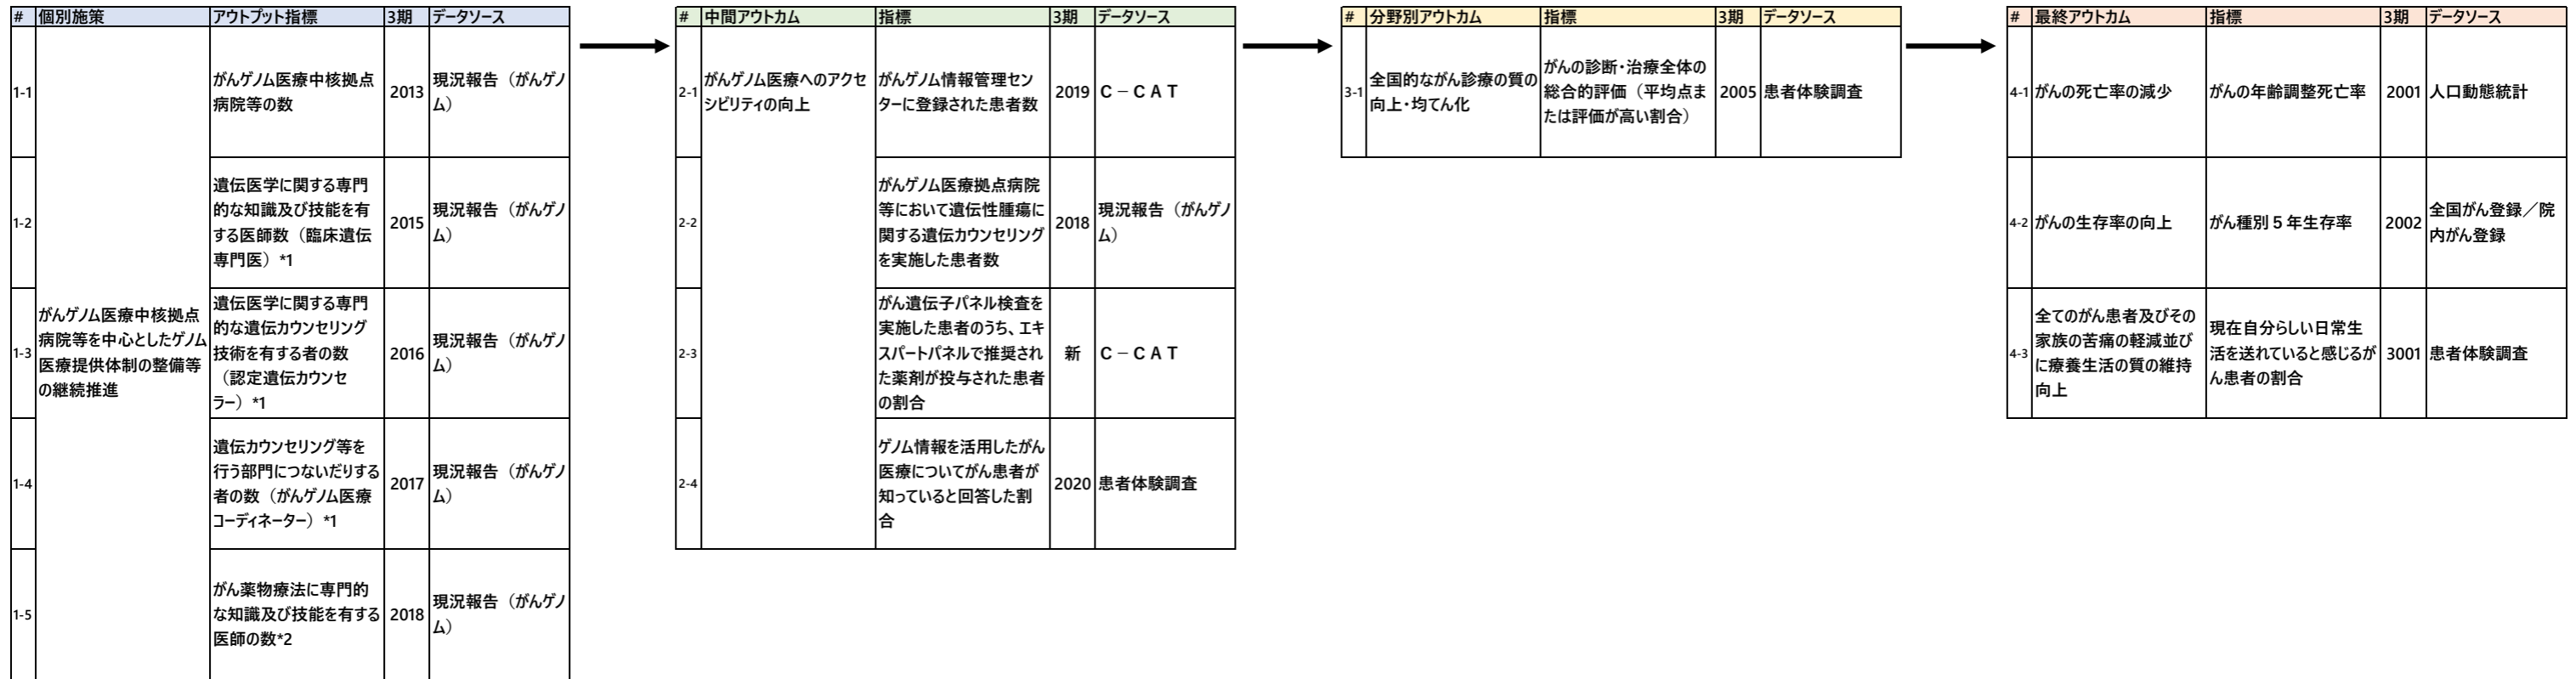 # 個別施策 アウトプット指標 3期 データソース
1-1
がんゲノム医療中核拠点
病院等の数
2013
現況報告（がんゲノ
ム）
1-2
遺伝医学に関する専門
的な知識及び技能を有
する医師数（臨床遺伝
専門医）*1
2015
現況報告（がんゲノ
ム）
1-3
がんゲノム医療中核拠点
病院等を中心としたゲノム
医療提供体制の整備等
の継続推進
遺伝医学に関する専門
的な遺伝カウンセリング
技術を有する者の数
（認定遺伝カウンセ
ラー）*1
2016
現況報告（がんゲノ
ム）
1-4
遺伝カウンセリング等を
行う部門につないだりする
者の数（がんゲノム医療
コーディネーター）*1
2017
現況報告（がんゲノ
ム）
1-5
がん薬物療法に専門的
な知識及び技能を有する
医師の数*2
2018
現況報告（がんゲノ
ム）
# 中間アウトカム 指標 3期 データソース
2-1
がんゲノム医療へのアクセ
シビリティの向上
がんゲノム情報管理セン
ターに登録された患者数
2019
Ｃ－ＣＡＴ
2-2
がんゲノム医療拠点病院
等において遺伝性腫瘍に
関する遺伝カウンセリング
を実施した患者数
2018
現況報告（がんゲノ
ム）
2-3
がん遺伝子パネル検査を
実施した患者のうち、エキ
スパートパネルで推奨され
た薬剤が投与された患者
の割合
新
Ｃ－ＣＡＴ
2-4
ゲノム情報を活用したがん
医療についてがん患者が
知っていると回答した割
合
2020
患者体験調査
# 分野別アウトカム 指標 3期 データソース
3-1
全国的ながん診療の質の
向上・均てん化
がんの診断・治療全体の
総合的評価（平均点ま
たは評価が高い割合）
2005
患者体験調査
# 最終アウトカム 指標 3期 データソース
4-1
がんの死亡率の減少
がんの年齢調整死亡率
2001
人口動態統計
4-2
がんの生存率の向上
がん種別５年生存率
2002
全国がん登録／院
内がん登録
4-3
全てのがん患者及びその
家族の苦痛の軽減並び
に療養生活の質の維持
向上
現在自分らしい日常生
活を送れていると感じるが
ん患者の割合
3001
患者体験調査